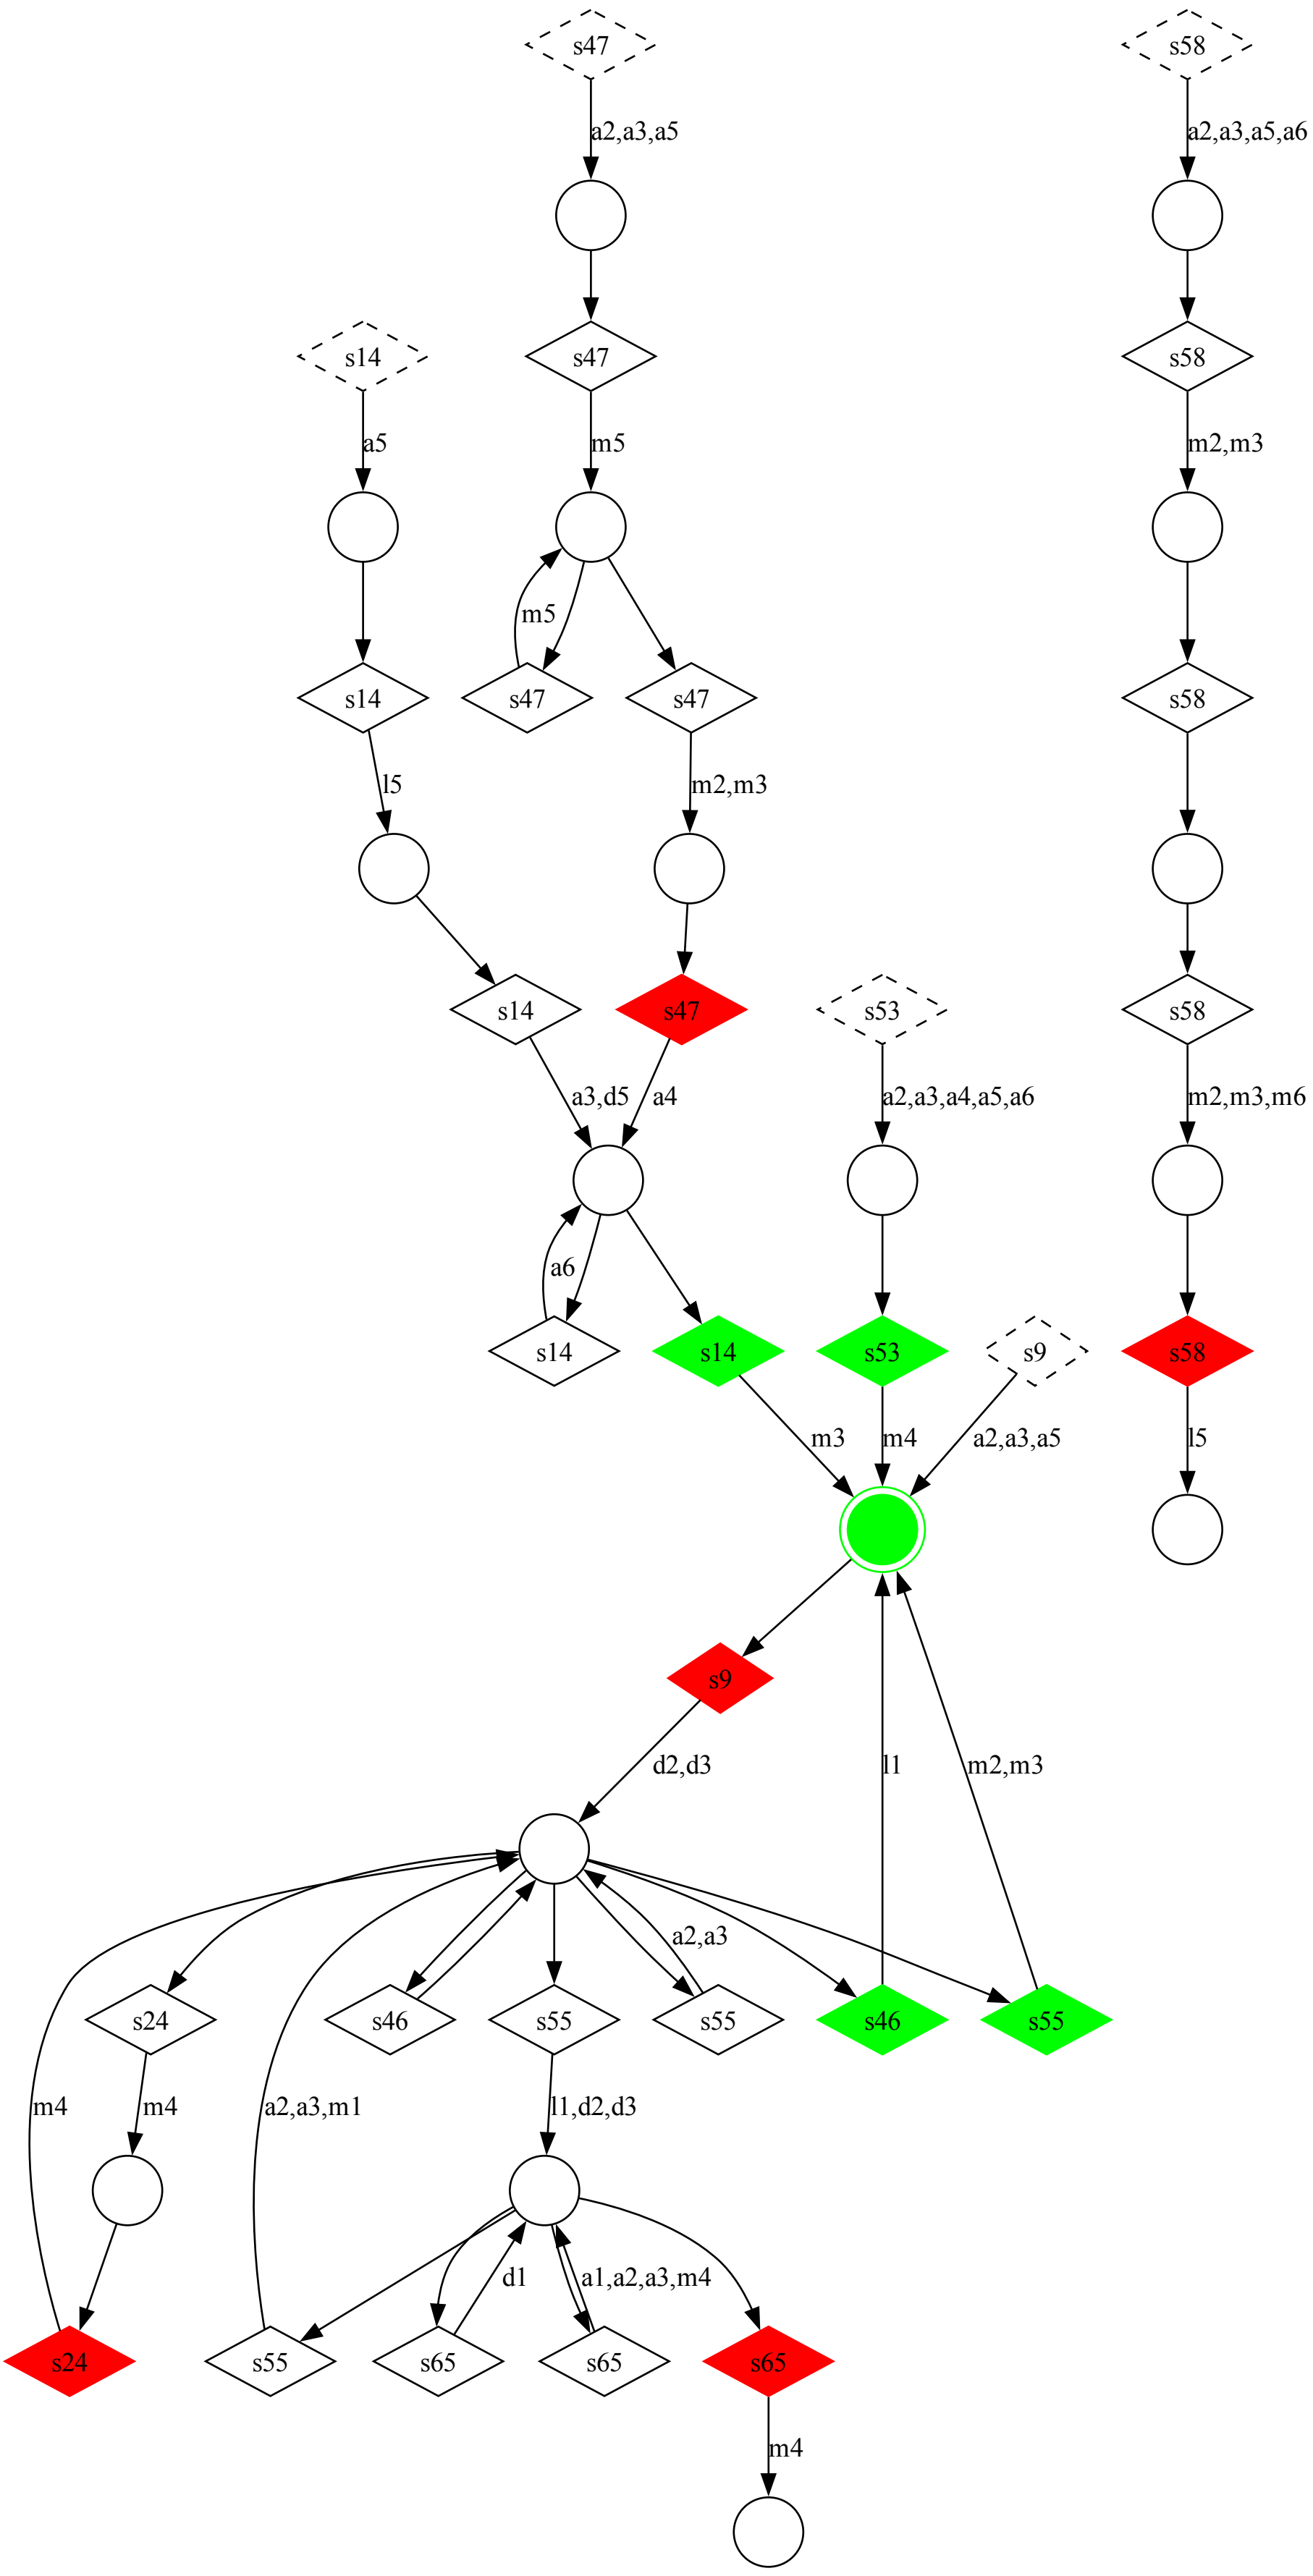 s47 s58
a2,a3,a5 a2,a3,a5,a6
s14 s47 s58
a5 m5 m2,m3
m5
s14 s47 s47 s58
l5 m2,m3
s14 s47 s53 s58
a3,d5 a4 a2,a3,a4,a5,a6 m2,m3,m6
a6
s14 s14 s53 s9 s58
m3 m4 a2,a3,a5 l5
s9
d2,d3 l1 m2,m3
a2,a3
s24 s46 s55 s55 s46 s55
m4 m4 a2,a3,m1 l1,d2,d3
d1 a1,a2,a3,m4
s24 s55 s65 s65 s65
m4